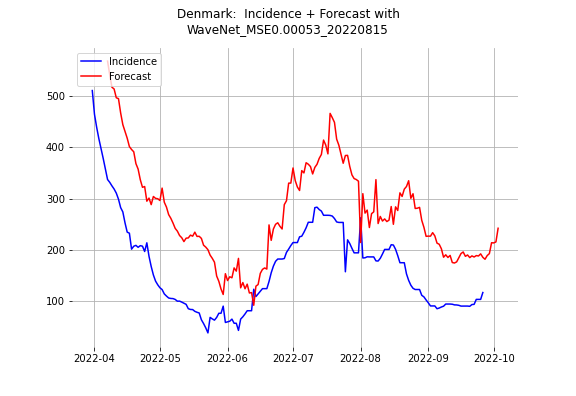 Denmark:  Incidence + Forecast with
WaveNet_MSE0.00053_20220815
Incidence
Forecast
500
400
300
200
100
2022-04 2022-05 2022-06 2022-07 2022-08 2022-09 2022-10